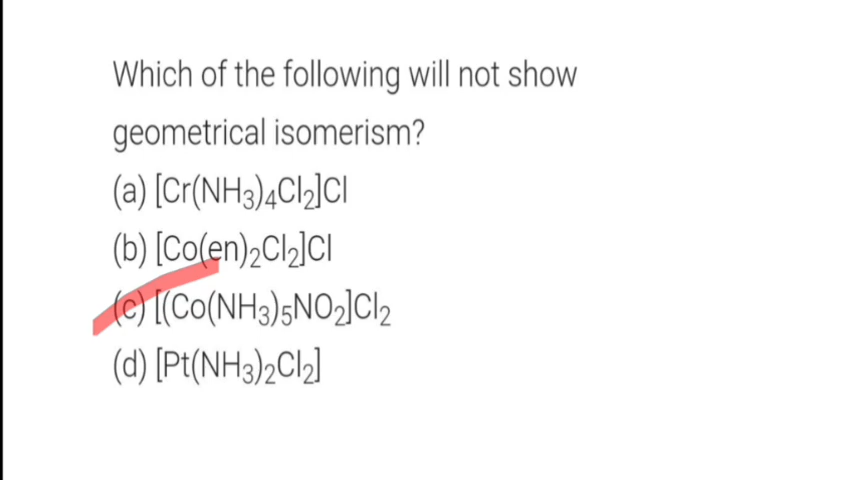 Which of the following will not show
geometrical isomerism?
(a) [Cr(NH₃)₄Cl₂]Cl
(b) [Co(en)₂Cl₂]Cl
(c) [(Co(NH₃)₅NO₂]Cl₂
(d) [Pt(NH₃)₂Cl₂]